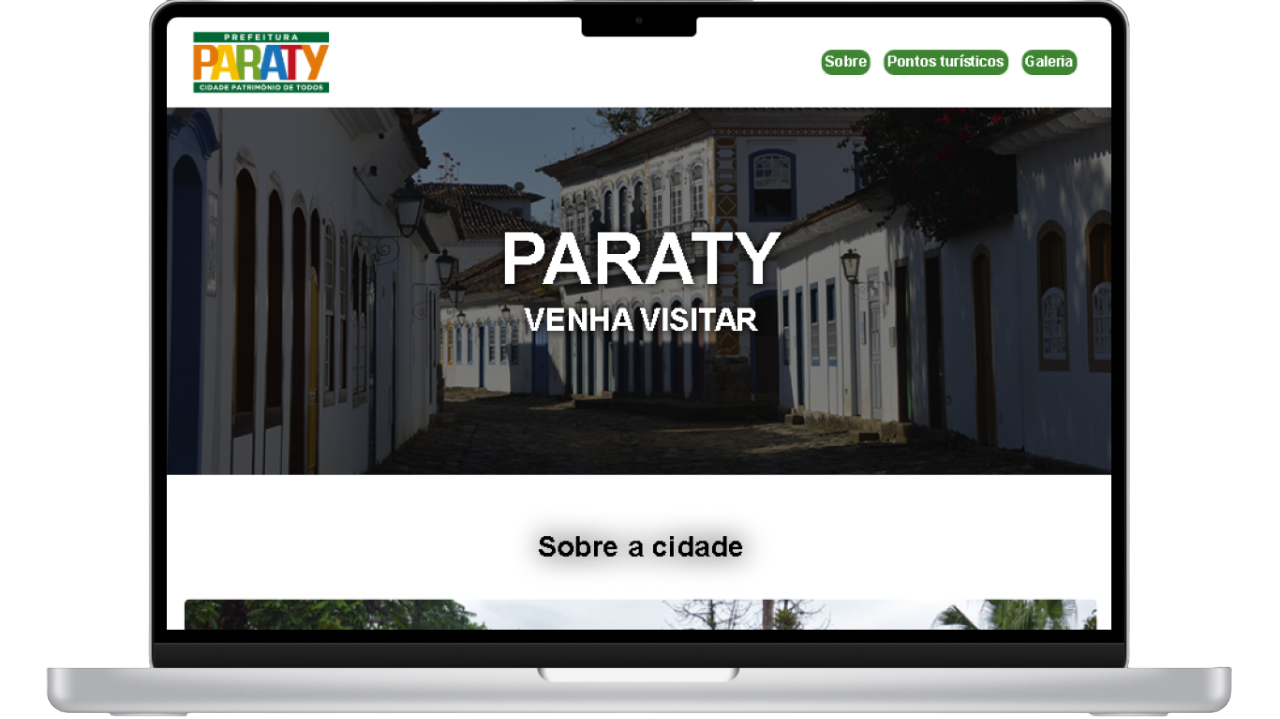 PREFEITURA
PARATY
CIDADE PATRIMÔNIO DE TODOS
Sobre Pontos turísticos Galeria
PARATY
VENHA VISITAR
Sobre a cidade